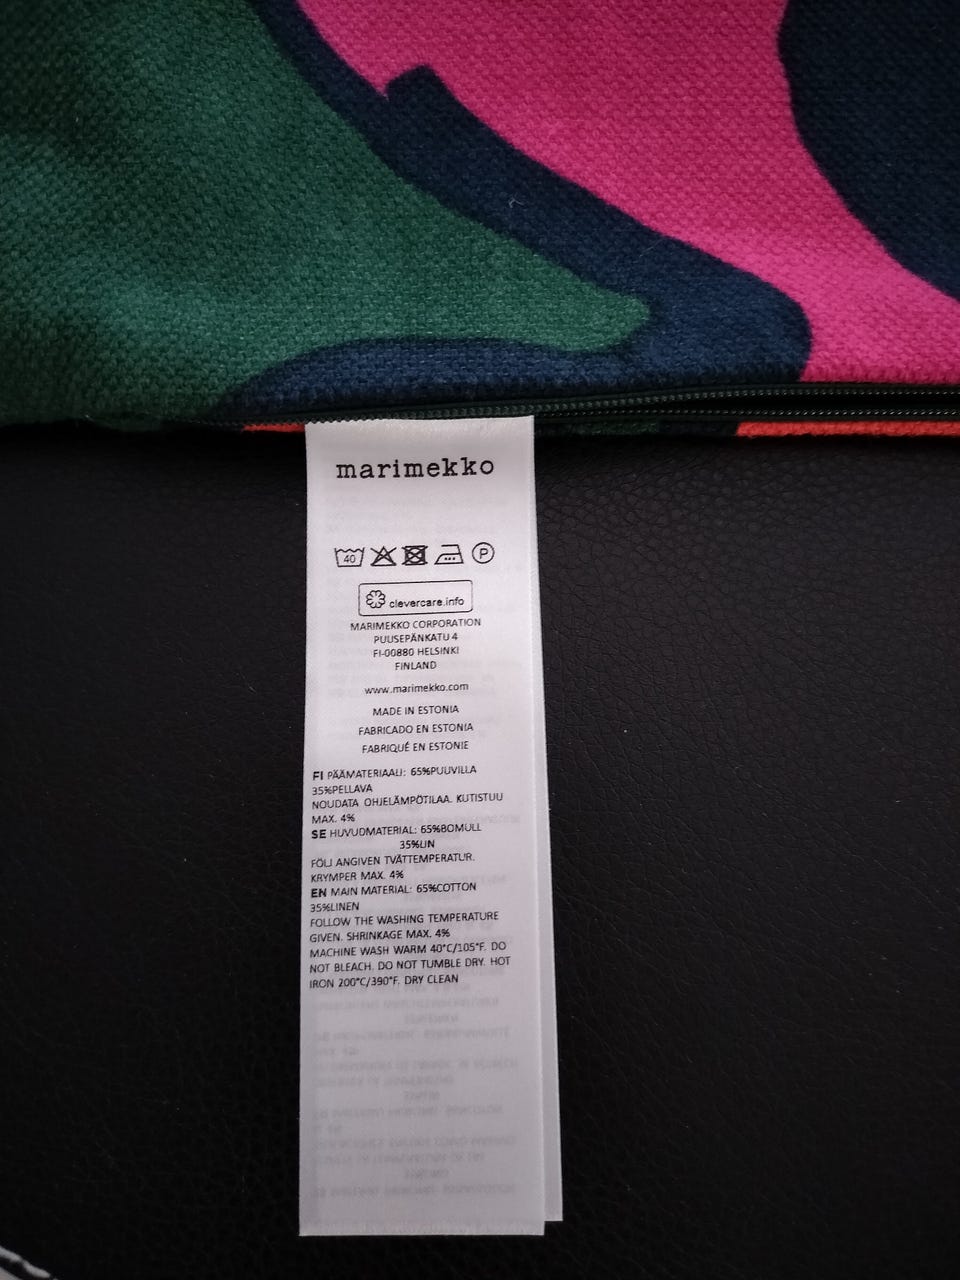 marimekko
40 P
clevercare.info
MARIMEKKO CORPORATION
PUUSEPÄNKATU 4
FI-00880 HELSINKI
FINLAND
www.marimekko.com
MADE IN ESTONIA
FABRICADO EN ESTONIA
FABRIQUÉ EN ESTONIE
FI PÄÄMATERIAALI: 65%PUUVILLA
35%PELLAVA
NOUDATA OHJELÄMPÖTILAA. KUTISTUU
MAX. 4%
SE HUVUDMATERIAL: 65%BOMULL
35%LIN
FÖLJ ANGIVEN TVÄTTEMPERATUR.
KRYMPER MAX. 4%
EN MAIN MATERIAL: 65%COTTON
35%LINEN
FOLLOW THE WASHING TEMPERATURE
GIVEN. SHRINKAGE MAX. 4%
MACHINE WASH WARM 40°C/105°F. DO
NOT BLEACH. DO NOT TUMBLE DRY. HOT
IRON 200°C/390°F. DRY CLEAN